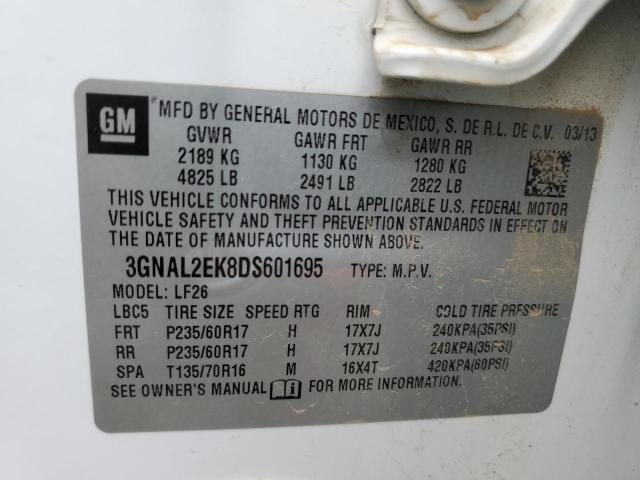 GM
MFD BY GENERAL MOTORS DE MEXICO, S. DE R.L. DE C.V. 03/13
GVWR GAWR FRT GAWR RR
2189 KG 1130 KG 1280 KG
4825 LB 2491 LB 2822 LB
THIS VEHICLE CONFORMS TO ALL APPLICABLE U.S. FEDERAL MOTOR
VEHICLE SAFETY AND THEFT PREVENTION STANDARDS IN EFFECT ON
THE DATE OF MANUFACTURE SHOWN ABOVE.
3GNAL2EK8DS601695 TYPE: M.P.V.
MODEL: LF26
LBC5 TIRE SIZE SPEED RTG RIM COLD TIRE PRESSURE
FRT P235/60R17 H 17X7J 240KPA(35PSI)
RR P235/60R17 H 17X7J 240KPA(35PSI)
SPA T135/70R16 M 16X4T 420KPA(60PSI)
SEE OWNER'S MANUAL FOR MORE INFORMATION.